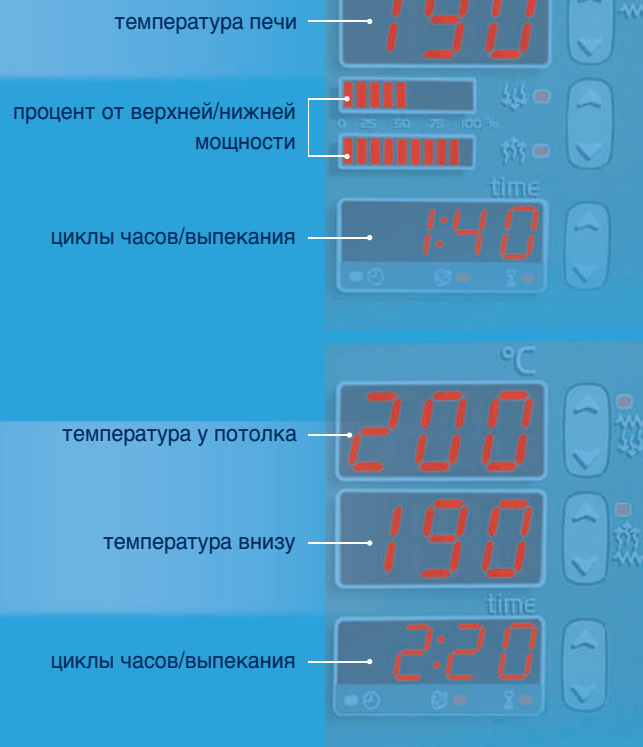 температура печи
190
процент от верхней/нижней
мощности
0 25 50 75 100 %
time
циклы часов/выпекания
1:40
°C
температура у потолка
200
температура внизу
190
time
циклы часов/выпекания
2:20